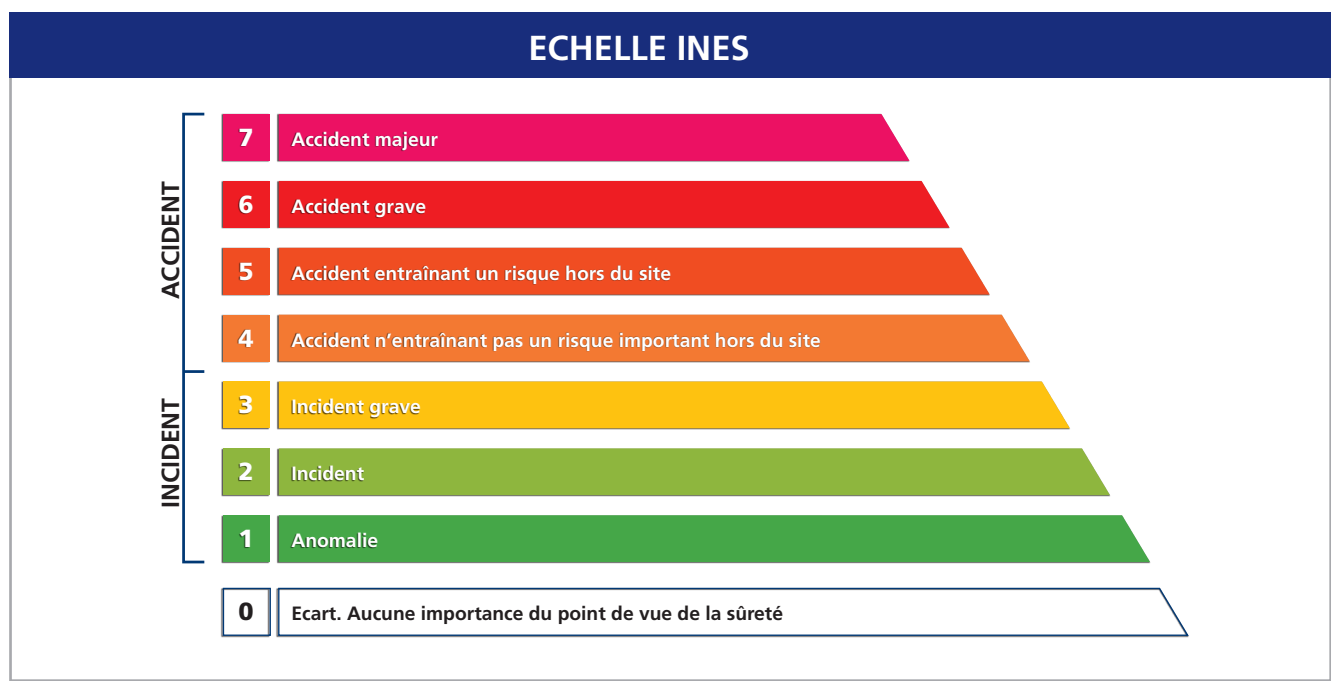 ECHELLE INES
ACCIDENT
7 Accident majeur
6 Accident grave
5 Accident entraînant un risque hors du site
4 Accident n’entraînant pas un risque important hors du site
INCIDENT
3 Incident grave
2 Incident
1 Anomalie
0 Ecart. Aucune importance du point de vue de la sûreté